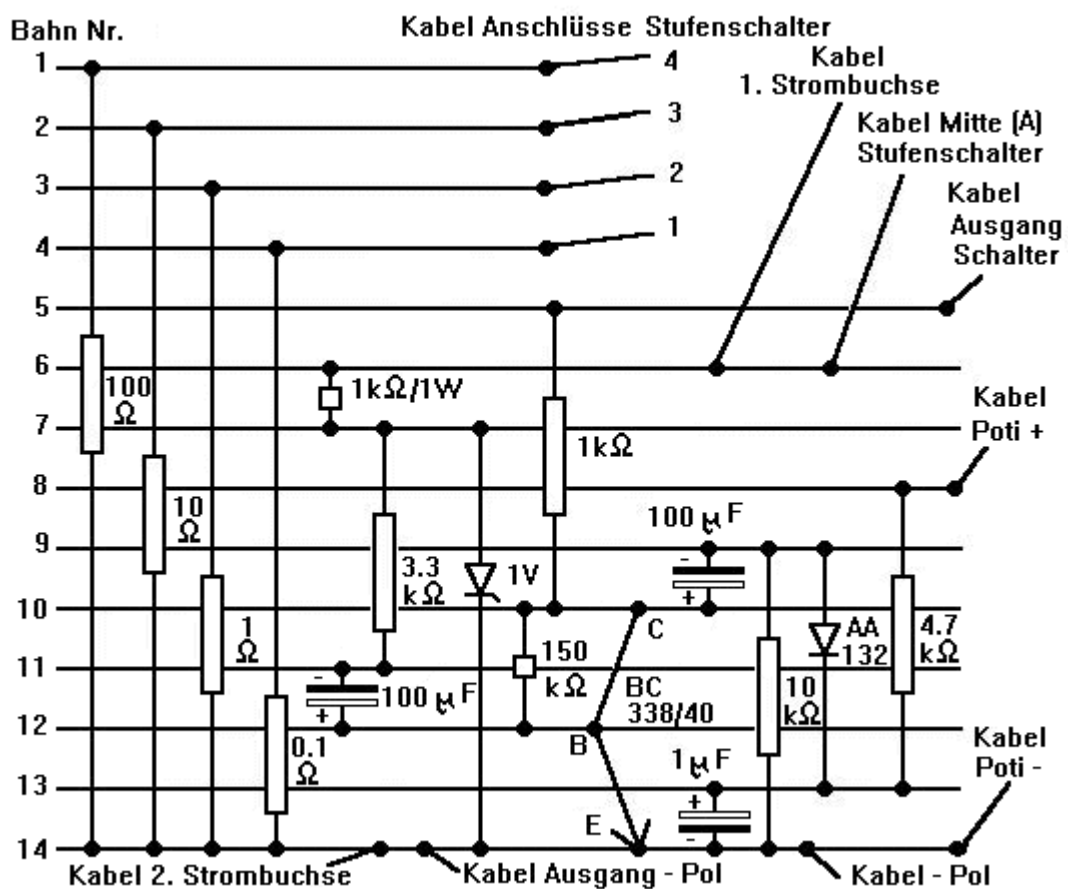 Kabel Anschlüsse Stufenschalter
Bahn Nr.
Kabel
1. Strombuchse
Kabel Mitte (A)
Stufenschalter
Kabel
Ausgang
Schalter
1
4
2
3
3
2
4
1
5
6
100
Ω
1kΩ/1W
7
1kΩ
Kabel
Poti +
8
10
Ω
100 µF
9
-
+
3.3
kΩ
1V
10
C
1
Ω
150
kΩ
AA
132
4.7
kΩ
11
-
+
100 µF
BC
338/40
10
kΩ
12
B
0.1
Ω
1µF
Kabel
Poti -
13
+
-
E
14
Kabel 2. Strombuchse
Kabel Ausgang - Pol
Kabel - Pol